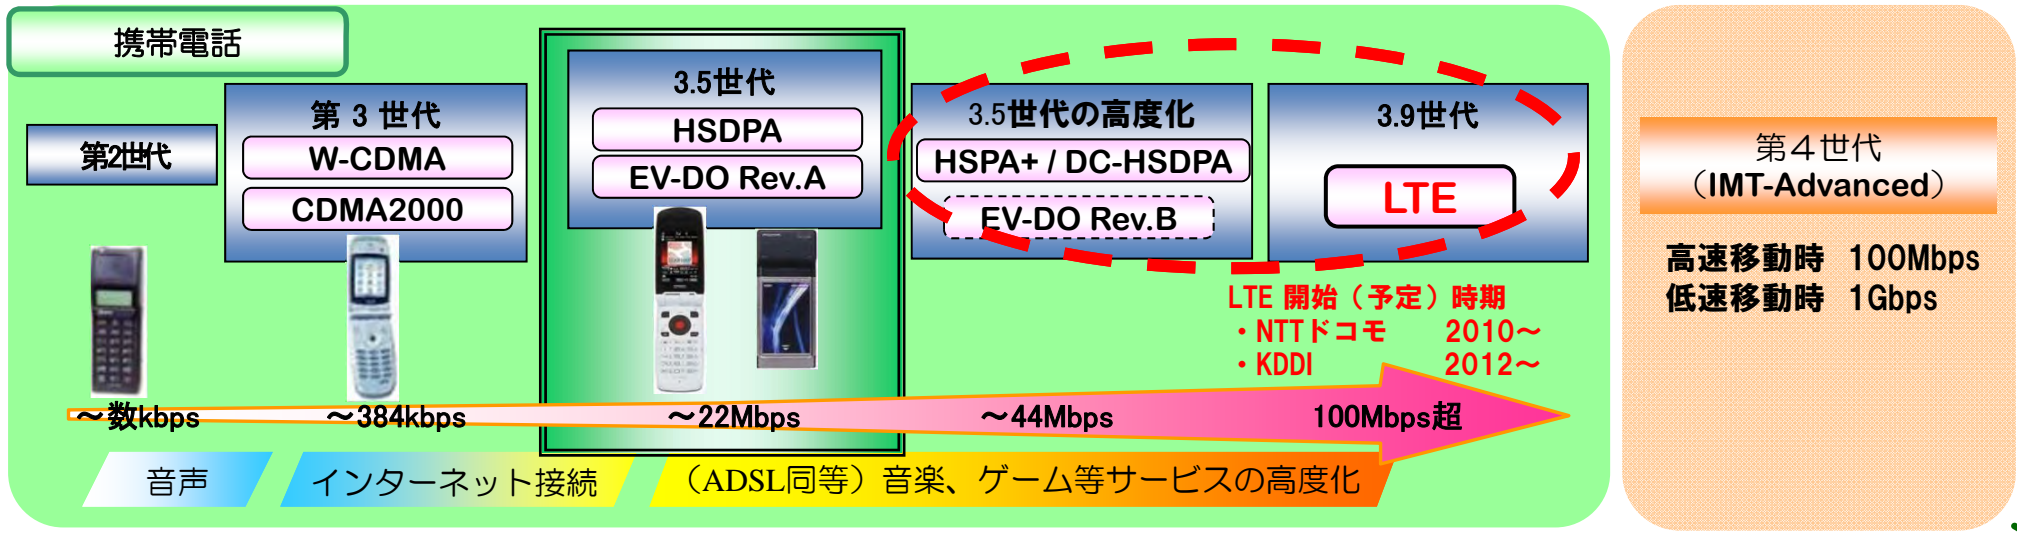 携帯電話
第2世代
第３世代
W-CDMA
CDMA2000
3.5世代
HSDPA
EV-DO Rev.A
3.5世代の高度化
HSPA+ / DC-HSDPA
EV-DO Rev.B
3.9世代
LTE
LTE 開始（予定）時期
・NTTドコモ 2010～
・KDDI 2012～
～数kbps
～384kbps
～22Mbps
～44Mbps
100Mbps超
音声
インターネット接続
（ADSL同等）音楽、ゲーム等サービスの高度化
第４世代
（IMT-Advanced）
高速移動時 100Mbps
低速移動時 1Gbps